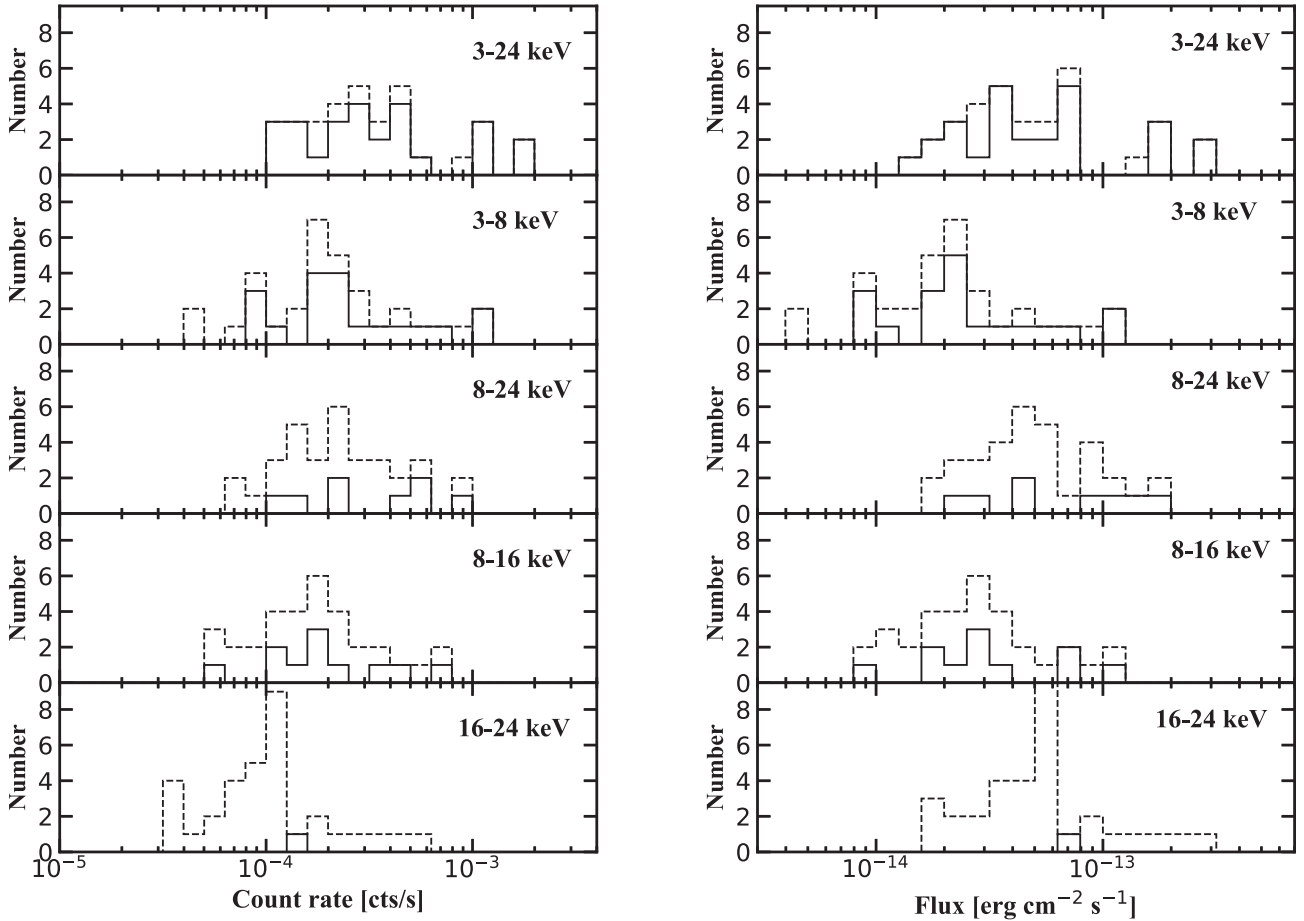 Number
8
6
4
2
0
3-24 keV
Number
8
6
4
2
0
3-8 keV
Number
8
6
4
2
0
8-24 keV
Number
8
6
4
2
0
8-16 keV
Number
8
6
4
2
0
16-24 keV
10⁻⁵ 10⁻⁴ 10⁻³
Count rate [cts/s]
Number
8
6
4
2
0
3-24 keV
Number
8
6
4
2
0
3-8 keV
Number
8
6
4
2
0
8-24 keV
Number
8
6
4
2
0
8-16 keV
Number
8
6
4
2
0
16-24 keV
10⁻¹⁴ 10⁻¹³
Flux [erg cm⁻² s⁻¹]